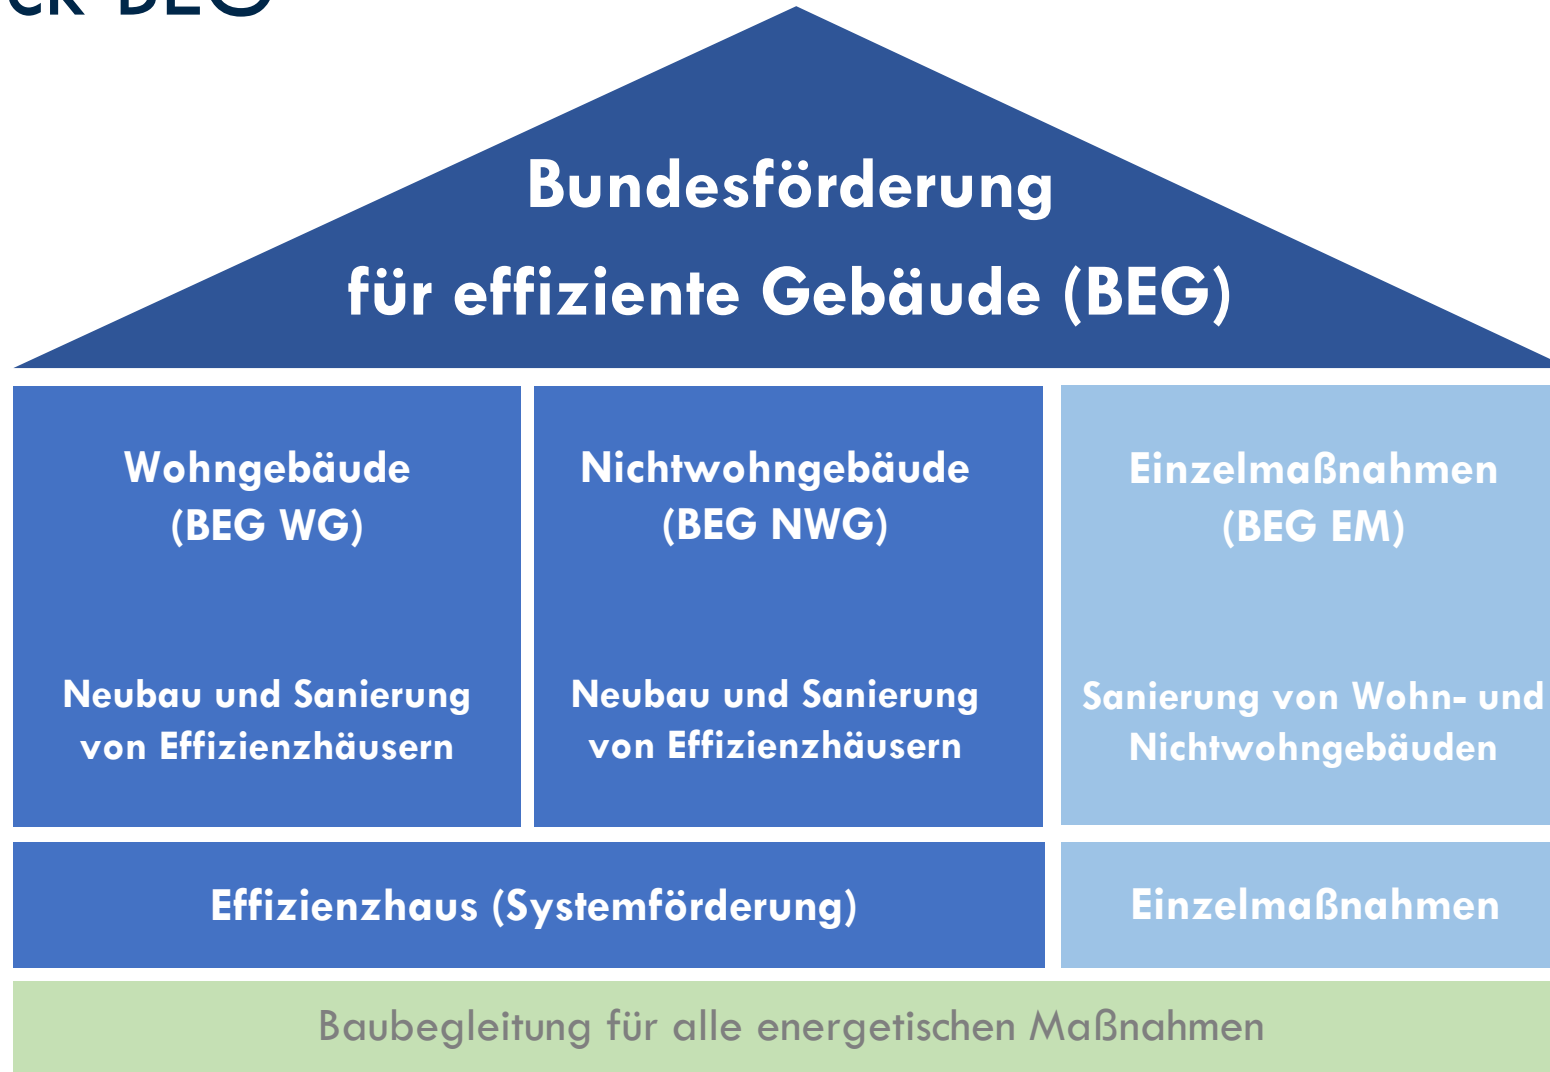 BEG
Bundesförderung
für effiziente Gebäude (BEG)
Wohngebäude
(BEG WG)
Neubau und Sanierung
von Effizienzhäusern
Nichtwohngebäude
(BEG NWG)
Neubau und Sanierung
von Effizienzhäusern
Einzelmaßnahmen
(BEG EM)
Sanierung von Wohn- und
Nichtwohngebäuden
Effizienzhaus (Systemförderung)
Einzelmaßnahmen
Baubegleitung für alle energetischen Maßnahmen